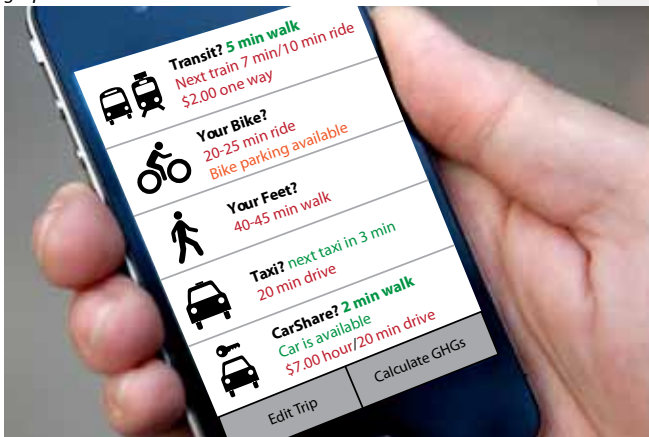 Transit? 5 min walk
Next train 7 min/10 min ride
$2.00 one way
Your Bike?
20-25 min ride
Bike parking available
Your Feet?
40-45 min walk
Taxi? next taxi in 3 min
20 min drive
CarShare? 2 min walk
Car is available
$7.00 hour/20 min drive
Edit Trip
Calculate GHGs